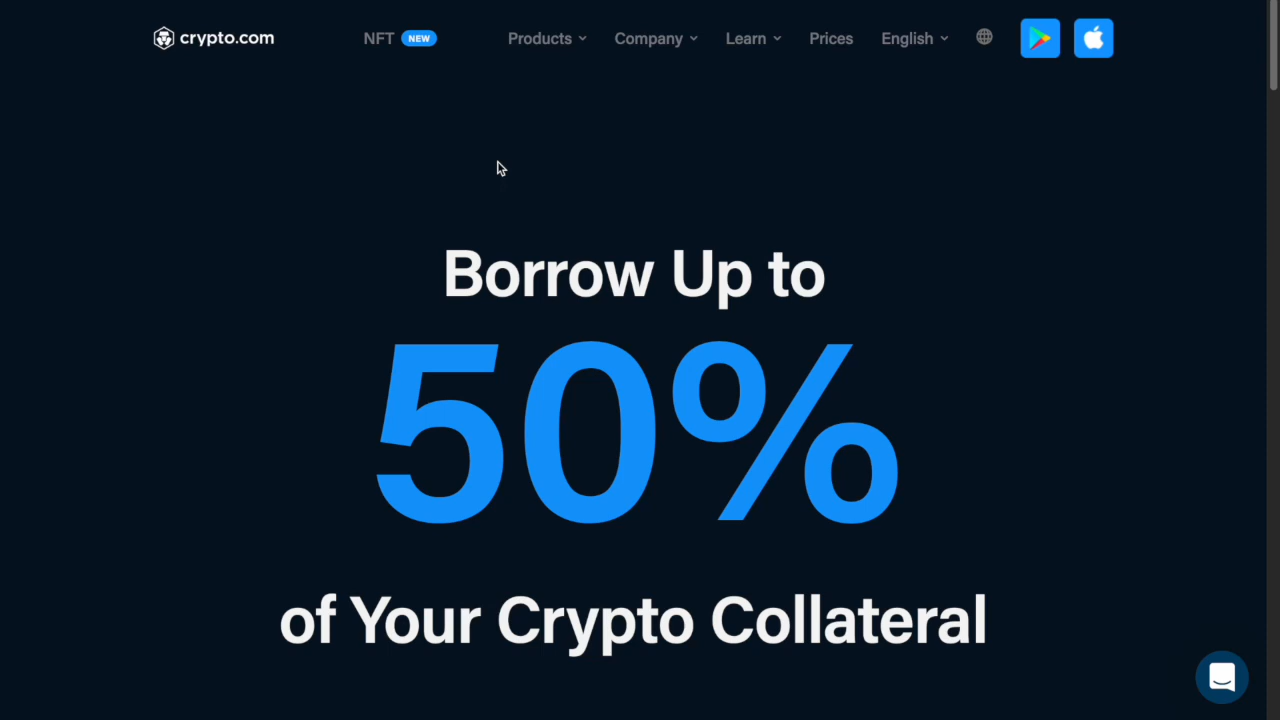 crypto.com NFT NEW Products Company Learn Prices English
Borrow Up to
50%
of Your Crypto Collateral